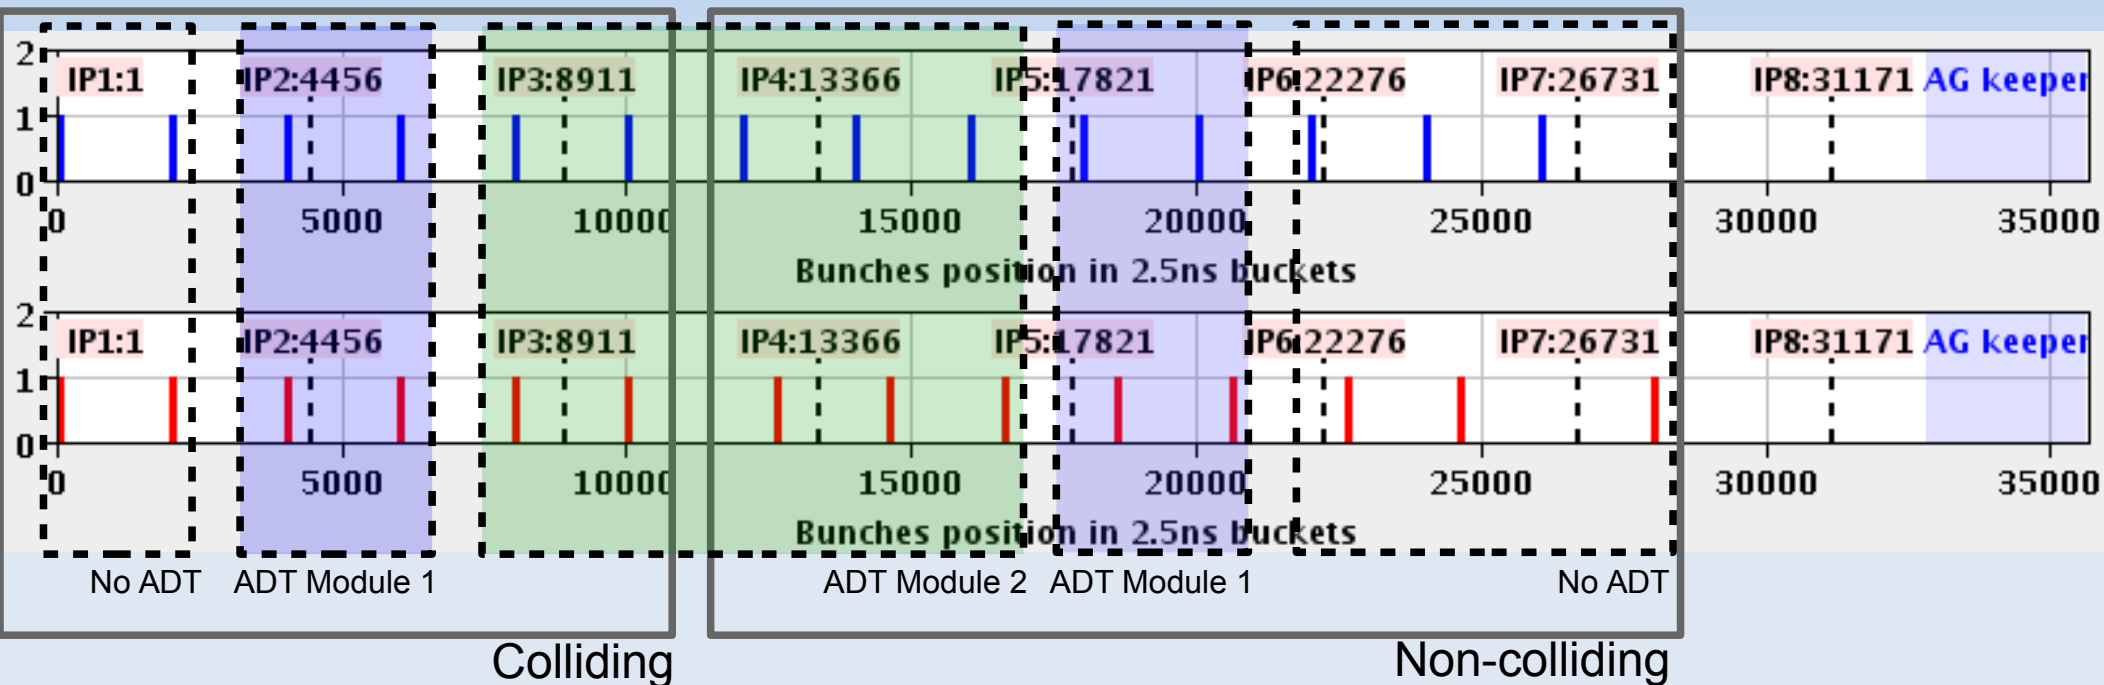 2
IP1:1 IP2:4456 IP3:8911 IP4:13366 IP5:17821 IP6:22276 IP7:26731 IP8:31171 AG keeper
1
0
0 5000 10000 15000 20000 25000 30000 35000
Bunches position in 2.5ns buckets
2
IP1:1 IP2:4456 IP3:8911 IP4:13366 IP5:17821 IP6:22276 IP7:26731 IP8:31171 AG keeper
1
0
0 5000 10000 15000 20000 25000 30000 35000
Bunches position in 2.5ns buckets
No ADT ADT Module 1 ADT Module 2 ADT Module 1 No ADT
Colliding Non-colliding